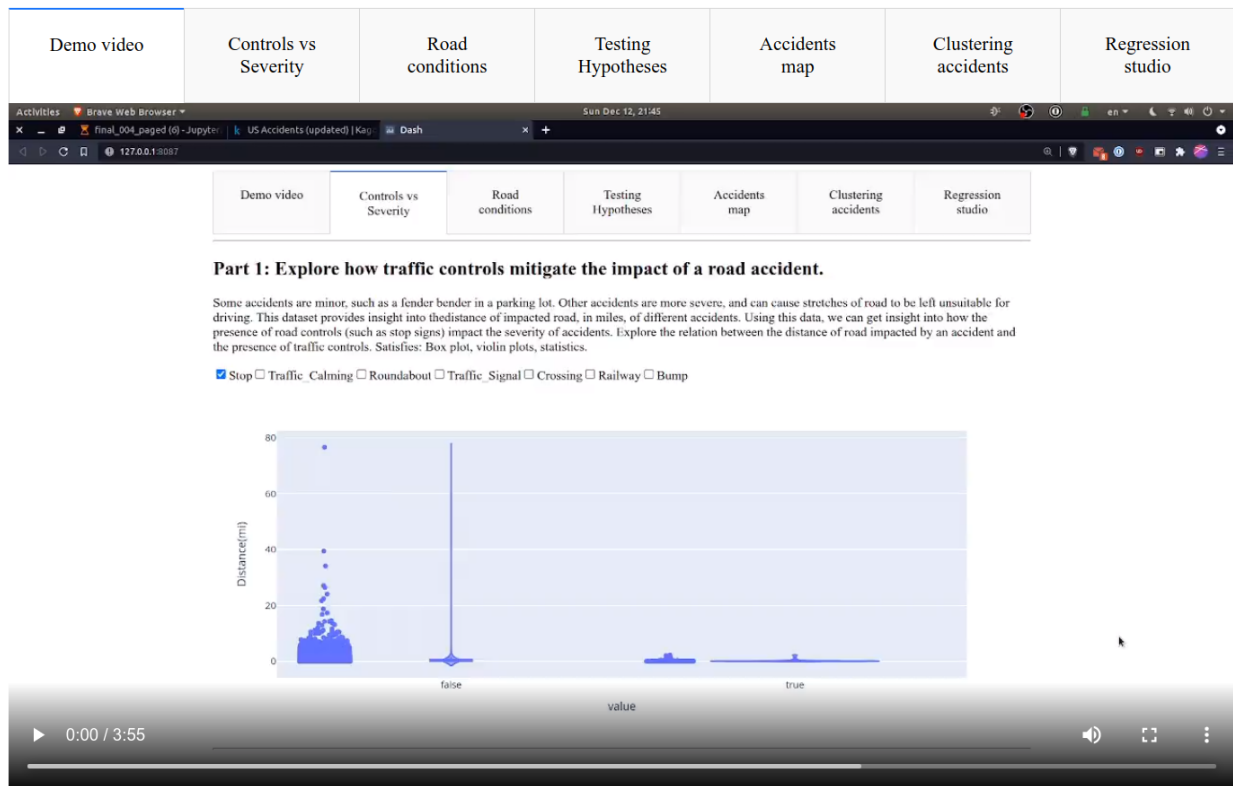 Demo video
Controls vs
Severity
Road
conditions
Testing
Hypotheses
Accidents
map
Clustering
accidents
Regression
studio
Activities
Brave Web Browser
Sun Dec 12, 21:45
en
final_004_paged (6) - Jupyter
US Accidents (updated) | Kag
Dash
127.0.0.1:8087
Demo video
Controls vs
Severity
Road
conditions
Testing
Hypotheses
Accidents
map
Clustering
accidents
Regression
studio
Part 1: Explore how traffic controls mitigate the impact of a road accident.
Some accidents are minor, such as a fender bender in a parking lot. Other accidents are more severe, and can cause stretches of road to be left unsuitable for
driving. This dataset provides insight into thedistance of impacted road, in miles, of different accidents. Using this data, we can get insight into how the
presence of road controls (such as stop signs) impact the severity of accidents. Explore the relation between the distance of road impacted by an accident and
the presence of traffic controls. Satisfies: Box plot, violin plots, statistics.
Stop Traffic_Calming Roundabout Traffic_Signal Crossing Railway Bump
80
60
40
20
0
Distance(mi)
false
true
value
0:00 / 3:55